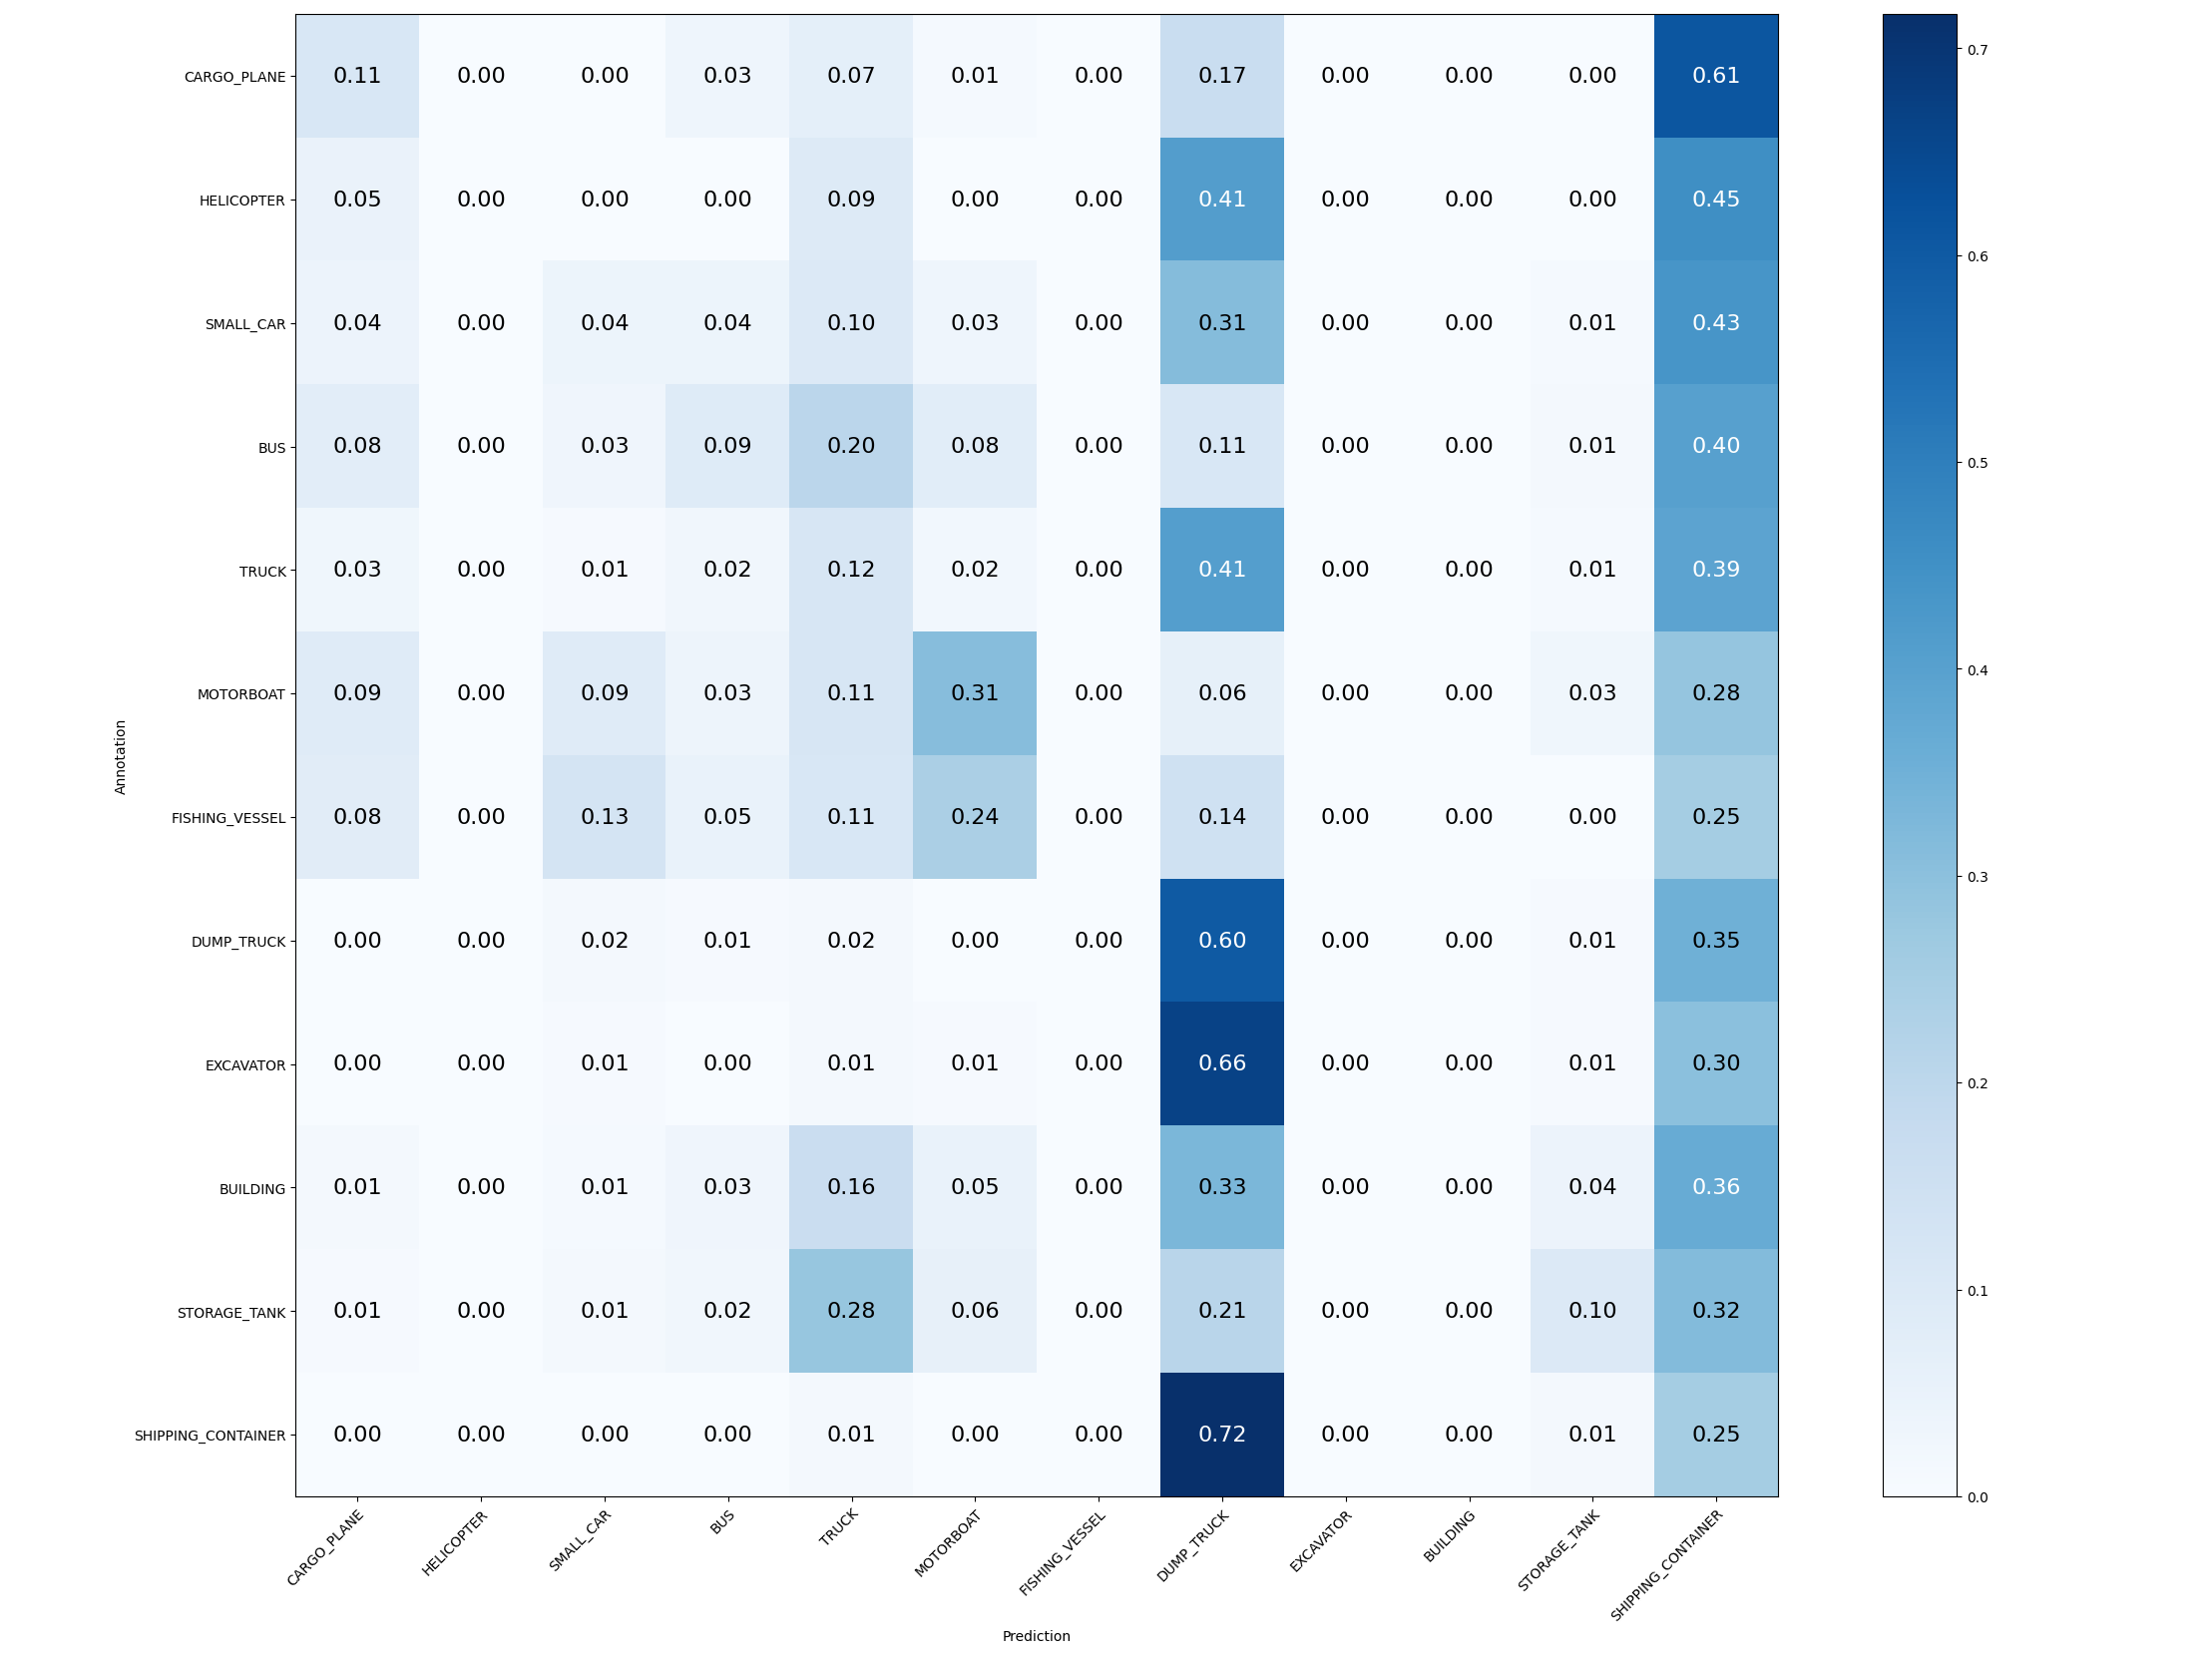 CARGO_PLANE 0.11 0.00 0.00 0.03 0.07 0.01 0.00 0.17 0.00 0.00 0.00 0.61
HELICOPTER 0.05 0.00 0.00 0.00 0.09 0.00 0.00 0.41 0.00 0.00 0.00 0.45
SMALL_CAR 0.04 0.00 0.04 0.04 0.10 0.03 0.00 0.31 0.00 0.00 0.01 0.43
BUS 0.08 0.00 0.03 0.09 0.20 0.08 0.00 0.11 0.00 0.00 0.01 0.40
TRUCK 0.03 0.00 0.01 0.02 0.12 0.02 0.00 0.41 0.00 0.00 0.01 0.39
MOTORBOAT 0.09 0.00 0.09 0.03 0.11 0.31 0.00 0.06 0.00 0.00 0.03 0.28
FISHING_VESSEL 0.08 0.00 0.13 0.05 0.11 0.24 0.00 0.14 0.00 0.00 0.00 0.25
DUMP_TRUCK 0.00 0.00 0.02 0.01 0.02 0.00 0.00 0.60 0.00 0.00 0.01 0.35
EXCAVATOR 0.00 0.00 0.01 0.00 0.01 0.01 0.00 0.66 0.00 0.00 0.01 0.30
BUILDING 0.01 0.00 0.01 0.03 0.16 0.05 0.00 0.33 0.00 0.00 0.04 0.36
STORAGE_TANK 0.01 0.00 0.01 0.02 0.28 0.06 0.00 0.21 0.00 0.00 0.10 0.32
SHIPPING_CONTAINER 0.00 0.00 0.00 0.00 0.01 0.00 0.00 0.72 0.00 0.00 0.01 0.25
CARGO_PLANE HELICOPTER SMALL_CAR BUS TRUCK MOTORBOAT FISHING_VESSEL DUMP_TRUCK EXCAVATOR BUILDING STORAGE_TANK SHIPPING_CONTAINER
Prediction
Annotation
0.7
0.6
0.5
0.4
0.3
0.2
0.1
0.0